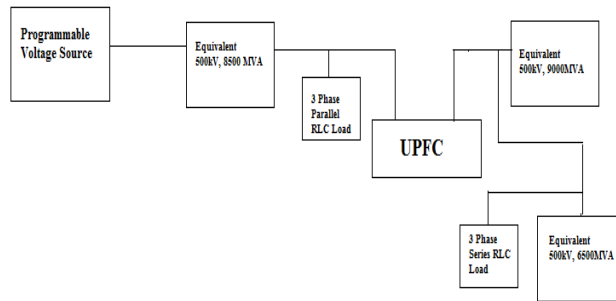 Programmable
Voltage Source
Equivalent
500kV, 8500 MVA
Equivalent
500kV, 9000MVA
3 Phase
Parallel
RLC Load
UPFC
3 Phase
Series RLC
Load
Equivalent
500kV, 6500MVA